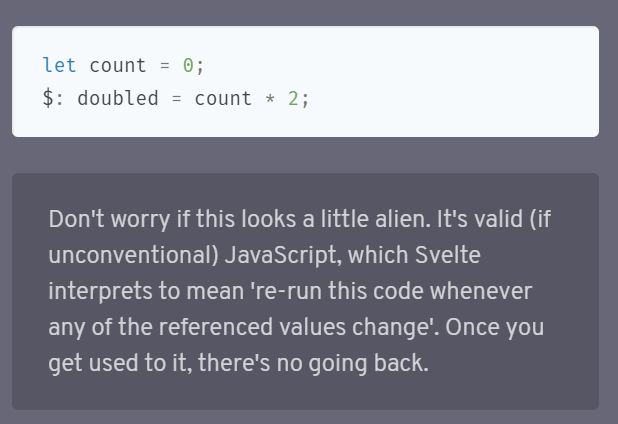 let count = 0;
$: doubled = count * 2;
Don't worry if this looks a little alien. It's valid (if
unconventional) JavaScript, which Svelte
interprets to mean 're-run this code whenever
any of the referenced values change'. Once you
get used to it, there's no going back.